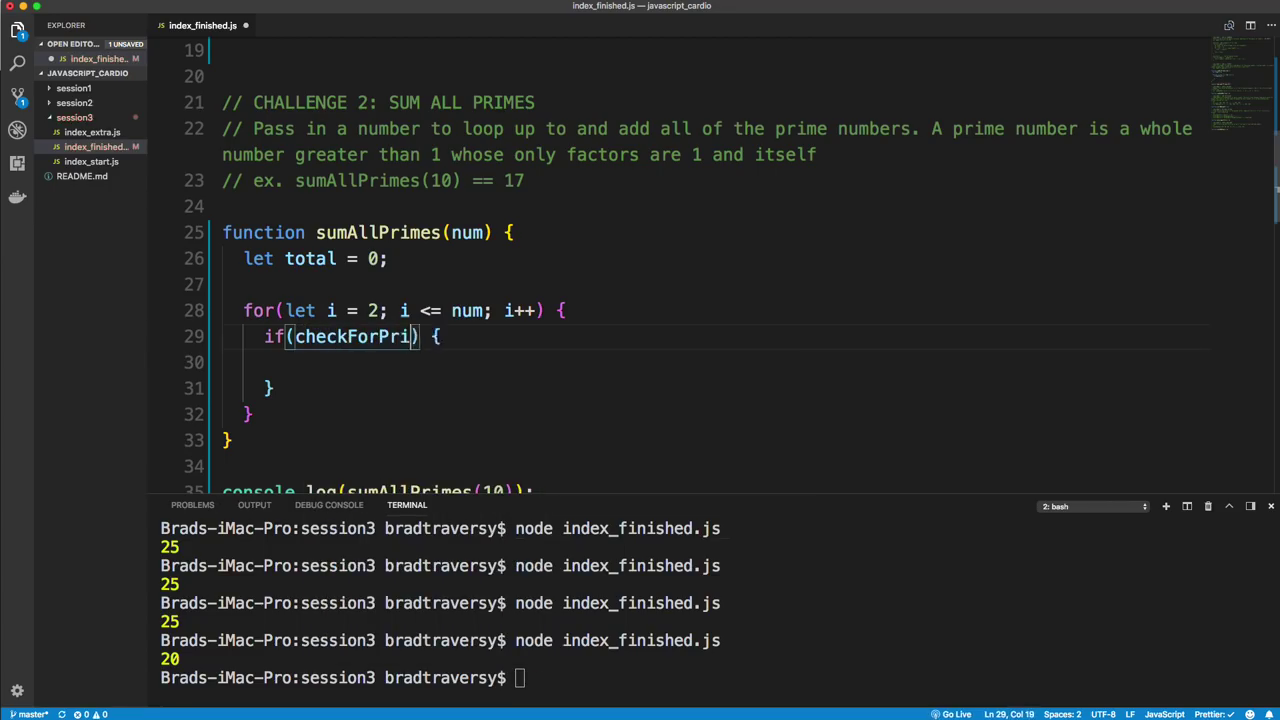 index_finished.js — javascript_cardio
EXPLORER
index_finished.js
OPEN EDITO... 1 UNSAVED
index_finishe.. M
JAVASCRIPT_CARDIO
session1
session2
session3
index_extra.js
index_finished... M
index_start.js
README.md
1
1
19
20
21 // CHALLENGE 2: SUM ALL PRIMES
22 // Pass in a number to loop up to and add all of the prime numbers. A prime number is a whole
number greater than 1 whose only factors are 1 and itself
23 // ex. sumAllPrimes(10) == 17
24
25 function sumAllPrimes(num) {
26 let total = 0;
27
28 for(let i = 2; i <= num; i++) {
29 if(checkForPri) {
30
31 }
32 }
33 }
34
35 console.log(sumAllPrimes(10));
PROBLEMS OUTPUT DEBUG CONSOLE TERMINAL 2: bash
Brads-iMac-Pro:session3 bradtraversy$ node index_finished.js
25
Brads-iMac-Pro:session3 bradtraversy$ node index_finished.js
25
Brads-iMac-Pro:session3 bradtraversy$ node index_finished.js
25
Brads-iMac-Pro:session3 bradtraversy$ node index_finished.js
20
Brads-iMac-Pro:session3 bradtraversy$
master* 0 0 Go Live Ln 29, Col 19 Spaces: 2 UTF-8 LF JavaScript Prettier: ✓